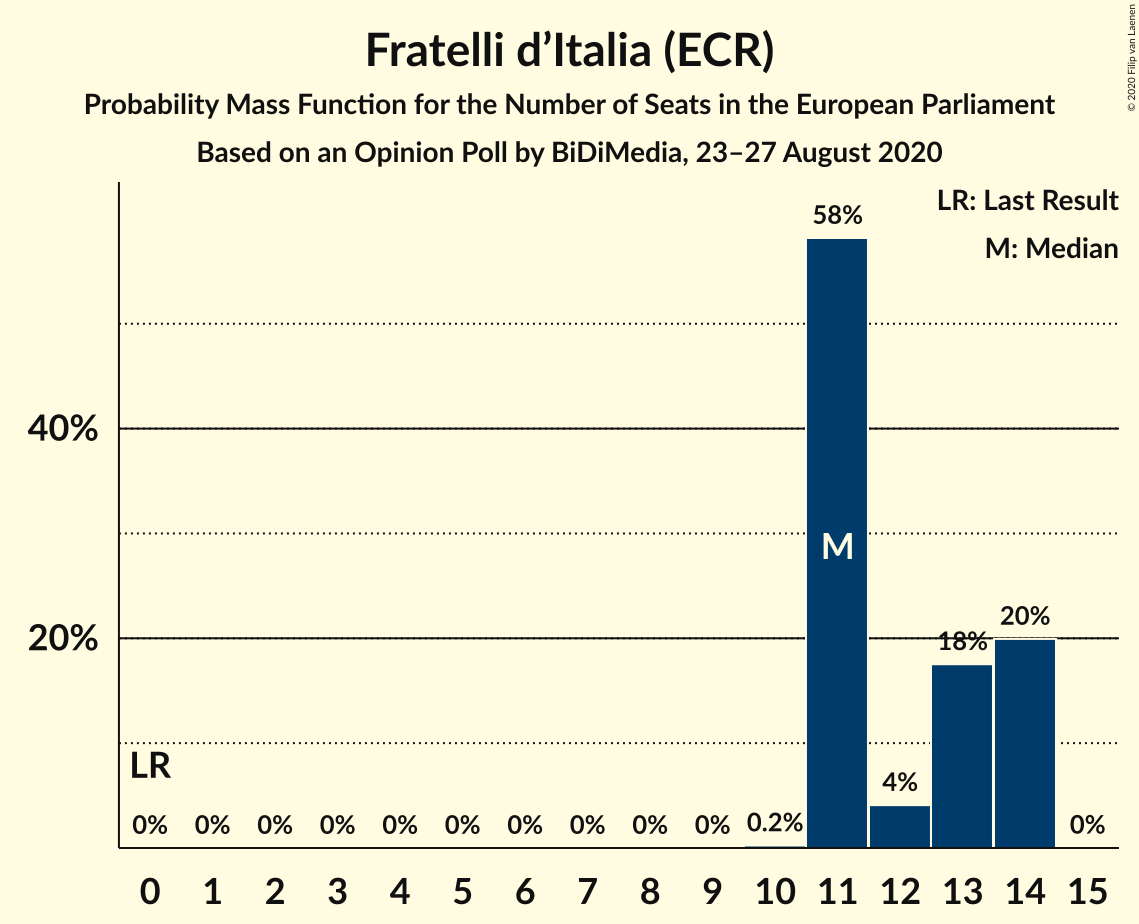 Fratelli d’Italia (ECR)
Probability Mass Function for the Number of Seats in the European Parliament
Based on an Opinion Poll by BiDiMedia, 23–27 August 2020
© 2020 Filip van Laenen
LR: Last Result
M: Median
58%
40%
M
20%
20%
18%
LR
4%
0% 0% 0% 0% 0% 0% 0% 0% 0% 0% 0.2% 0%
0 1 2 3 4 5 6 7 8 9 10 11 12 13 14 15